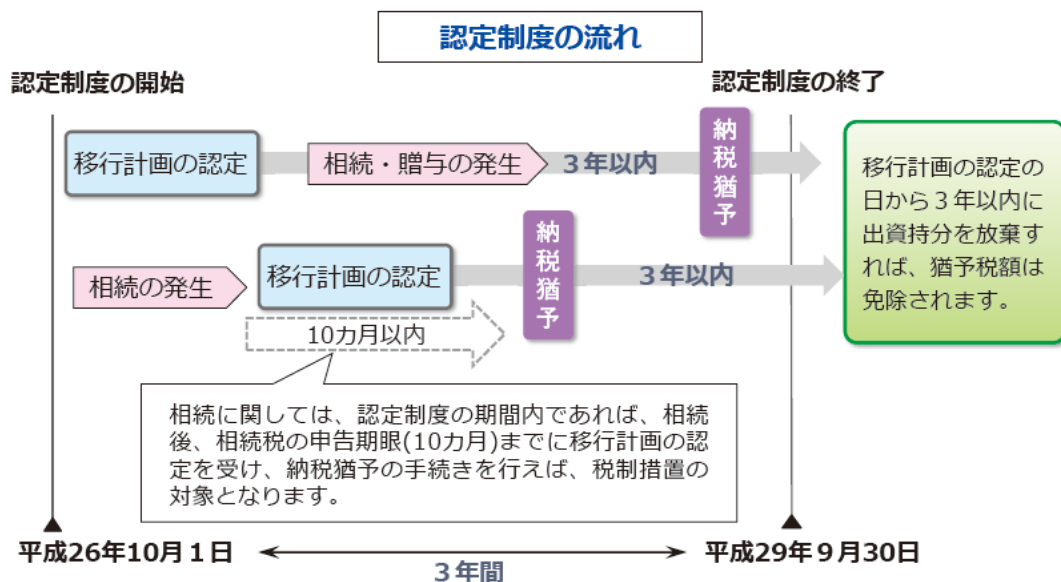 認定制度の流れ
認定制度の開始
認定制度の終了
移行計画の認定
相続・贈与の発生
３年以内
納税猶予
移行計画の認定の
日から３年以内に
出資持分を放棄す
れば、猶予税額は
免除されます。
相続の発生
移行計画の認定
納税猶予
３年以内
10カ月以内
相続に関しては、認定制度の期間内であれば、相続
後、相続税の申告期眼(10カ月)までに移行計画の認
定を受け、納税猶予の手続きを行えば、税制措置の
対象となります。
平成26年10月１日
平成29年９月30日
３年間